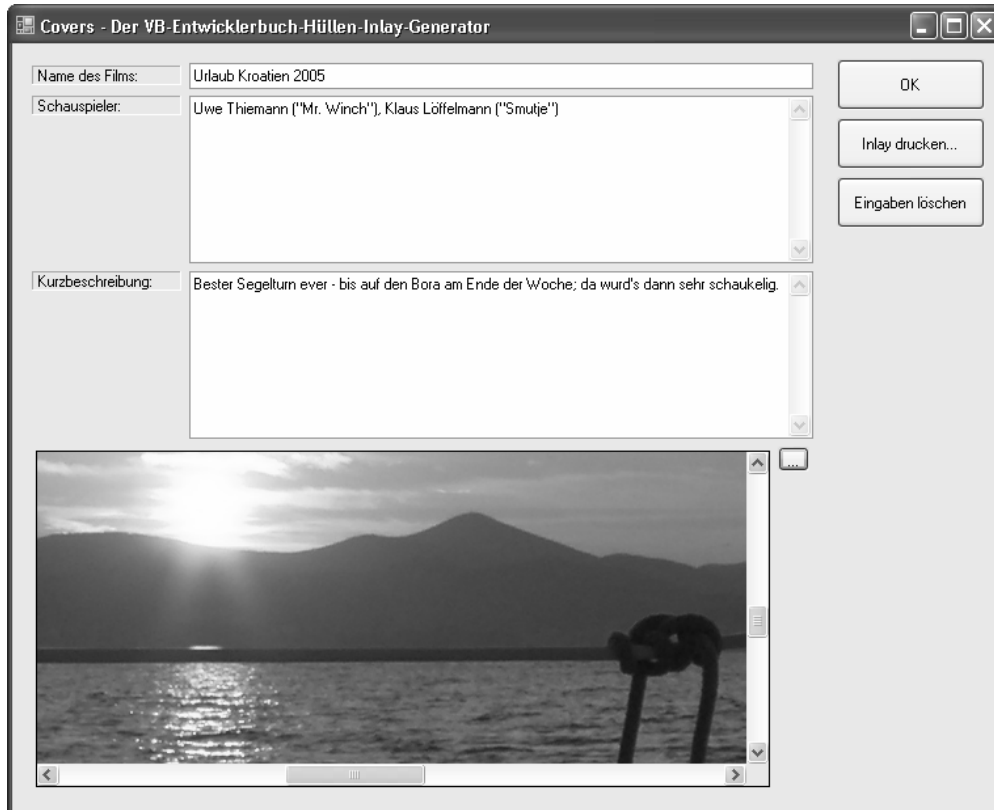 Covers - Der VB-Entwicklerbuch-Hüllen-Inlay-Generator
Name des Films:
Urlaub Kroatien 2005
OK
Schauspieler:
Uwe Thiemann ("Mr. Winch"), Klaus Löffelmann ("Smutje")
Inlay drucken...
Eingaben löschen
Kurzbeschreibung:
Bester Segelturn ever - bis auf den Bora am Ende der Woche; da wurd's dann sehr schaukelig.
...